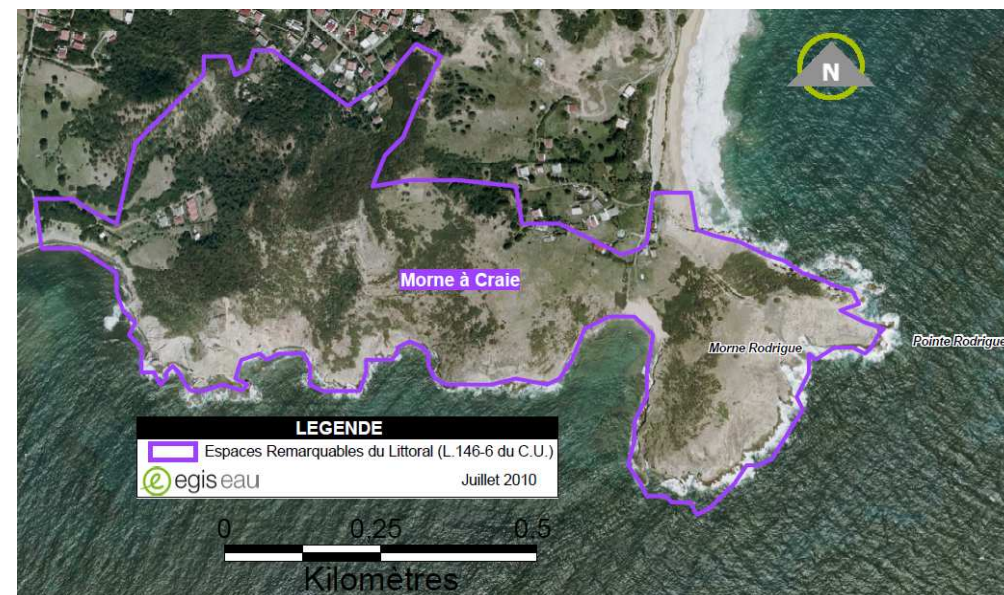 N
Morne à Craie
Morne Rodrigue
Pointe Rodrigue
LEGENDE
Espaces Remarquables du Littoral (L.146-6 du C.U.)
egis eau
Juillet 2010
0 0.25 0.5
Kilomètres